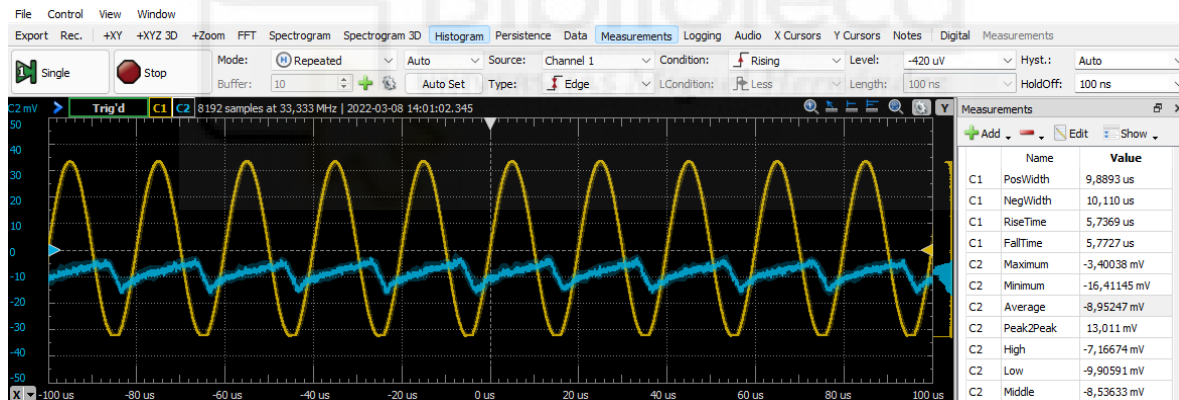 Biblioteca
File Control View Window
Export Rec. +XY +XYZ 3D +Zoom FFT Spectrogram Spectrogram 3D Histogram Persistence Data Measurements Logging Audio X Cursors Y Cursors Notes Digital Measurements
Single Stop Mode: Repeated Auto Source: Channel 1 Condition: Rising Level: -420 uV Hyst.: Auto
Buffer: 10 Auto Set Type: Edge LCondition: Less Length: 100 ns HoldOff: 100 ns
C2 mV Trig'd C1 C2 8192 samples at 33,333 MHz | 2022-03-08 14:01:02.345 Y
50
40
30
20
10
0
-10
-20
-30
-40
-50
X -100 us -80 us -60 us -40 us -20 us 0 us 20 us 40 us 60 us 80 us 100 us
Measurements
Add Edit Show
Name Value
C1 PosWidth 9,8893 us
C1 NegWidth 10,110 us
C1 RiseTime 5,7369 us
C1 FallTime 5,7727 us
C2 Maximum -3,40038 mV
C2 Minimum -16,41145 mV
C2 Average -8,95247 mV
C2 Peak2Peak 13,011 mV
C2 High -7,16674 mV
C2 Low -9,90591 mV
C2 Middle -8,53633 mV